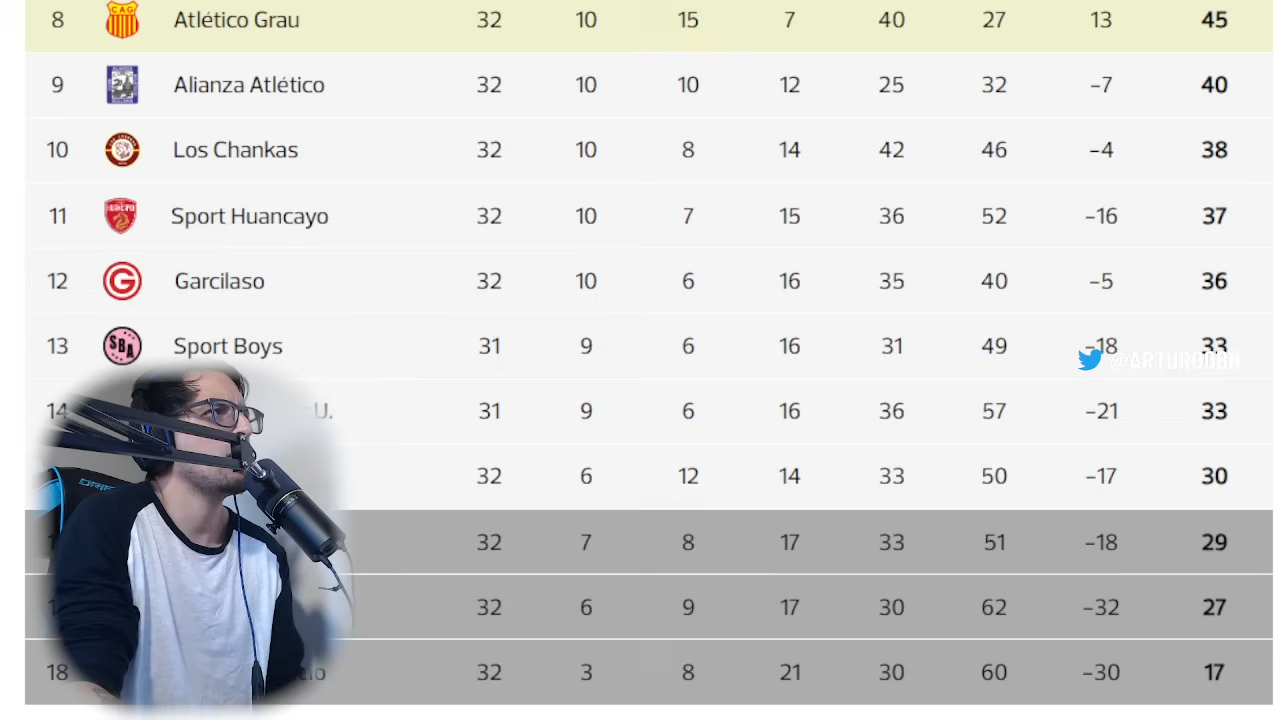 8 CAG Atlético Grau 32 10 15 7 40 27 13 45
9 Alianza Atlético 32 10 10 12 25 32 -7 40
10 Los Chankas 32 10 8 14 42 46 -4 38
11 Sport Huancayo 32 10 7 15 36 52 -16 37
12 G Garcilaso 32 10 6 16 35 40 -5 36
13 SBA Sport Boys 31 9 6 16 31 49 -18 33
@ARTURODBH
14 U. 31 9 6 16 36 57 -21 33
32 6 12 14 33 50 -17 30
32 7 8 17 33 51 -18 29
32 6 9 17 30 62 -32 27
18 32 3 8 21 30 60 -30 17